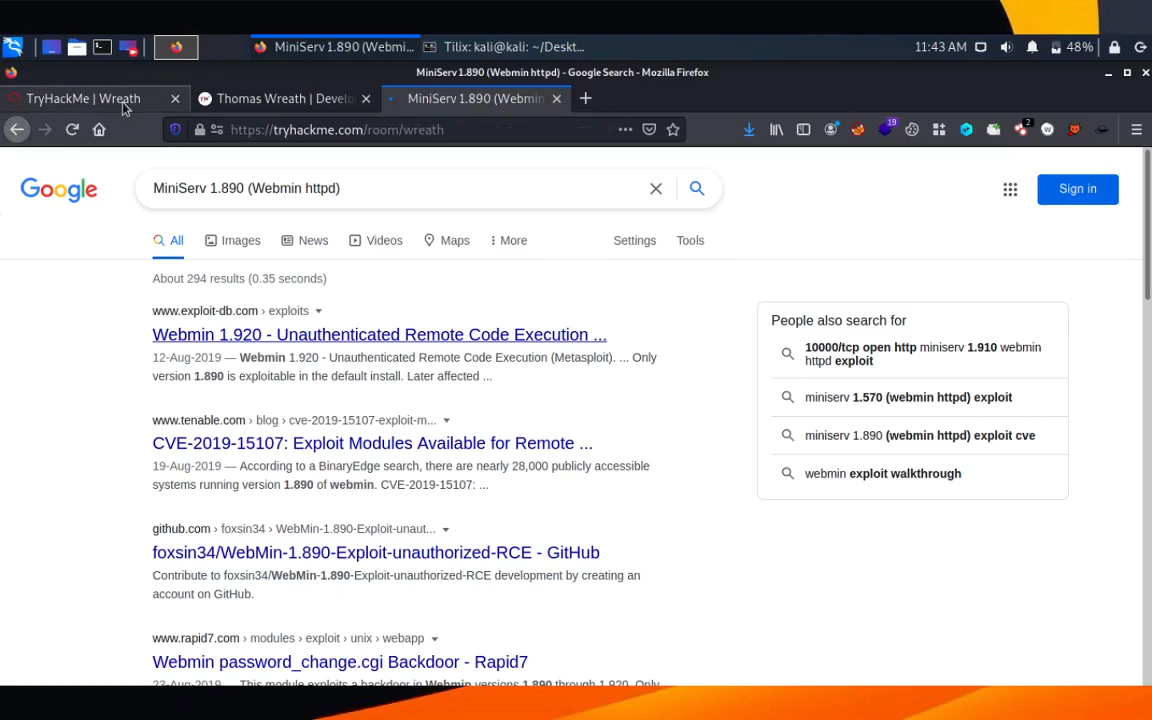 MiniServ 1.890 (Webmi...
Tilix: kali@kali: ~/Deskt...
11:43 AM
48%
MiniServ 1.890 (Webmin httpd) - Google Search - Mozilla Firefox
TryHackMe | Wreath
Thomas Wreath | Develo
MiniServ 1.890 (Webmin
https://tryhackme.com/room/wreath
19
2
W
Google
MiniServ 1.890 (Webmin httpd)
Sign in
All
Images
News
Videos
Maps
More
Settings
Tools
About 294 results (0.35 seconds)
www.exploit-db.com › exploits
Webmin 1.920 - Unauthenticated Remote Code Execution ...
12-Aug-2019 — Webmin 1.920 - Unauthenticated Remote Code Execution (Metasploit). ... Only
version 1.890 is exploitable in the default install. Later affected ...
www.tenable.com › blog › cve-2019-15107-exploit-m...
CVE-2019-15107: Exploit Modules Available for Remote ...
19-Aug-2019 — According to a BinaryEdge search, there are nearly 28,000 publicly accessible
systems running version 1.890 of webmin. CVE-2019-15107: ...
github.com › foxsin34 › WebMin-1.890-Exploit-unaut...
foxsin34/WebMin-1.890-Exploit-unauthorized-RCE - GitHub
Contribute to foxsin34/WebMin-1.890-Exploit-unauthorized-RCE development by creating an
account on GitHub.
www.rapid7.com › modules › exploit › unix › webapp
Webmin password_change.cgi Backdoor - Rapid7
23-Aug-2019 — This module exploits a backdoor in Webmin versions 1.890 through 1.920. Only
People also search for
10000/tcp open http miniserv 1.910 webmin
httpd exploit
miniserv 1.570 (webmin httpd) exploit
miniserv 1.890 (webmin httpd) exploit cve
webmin exploit walkthrough